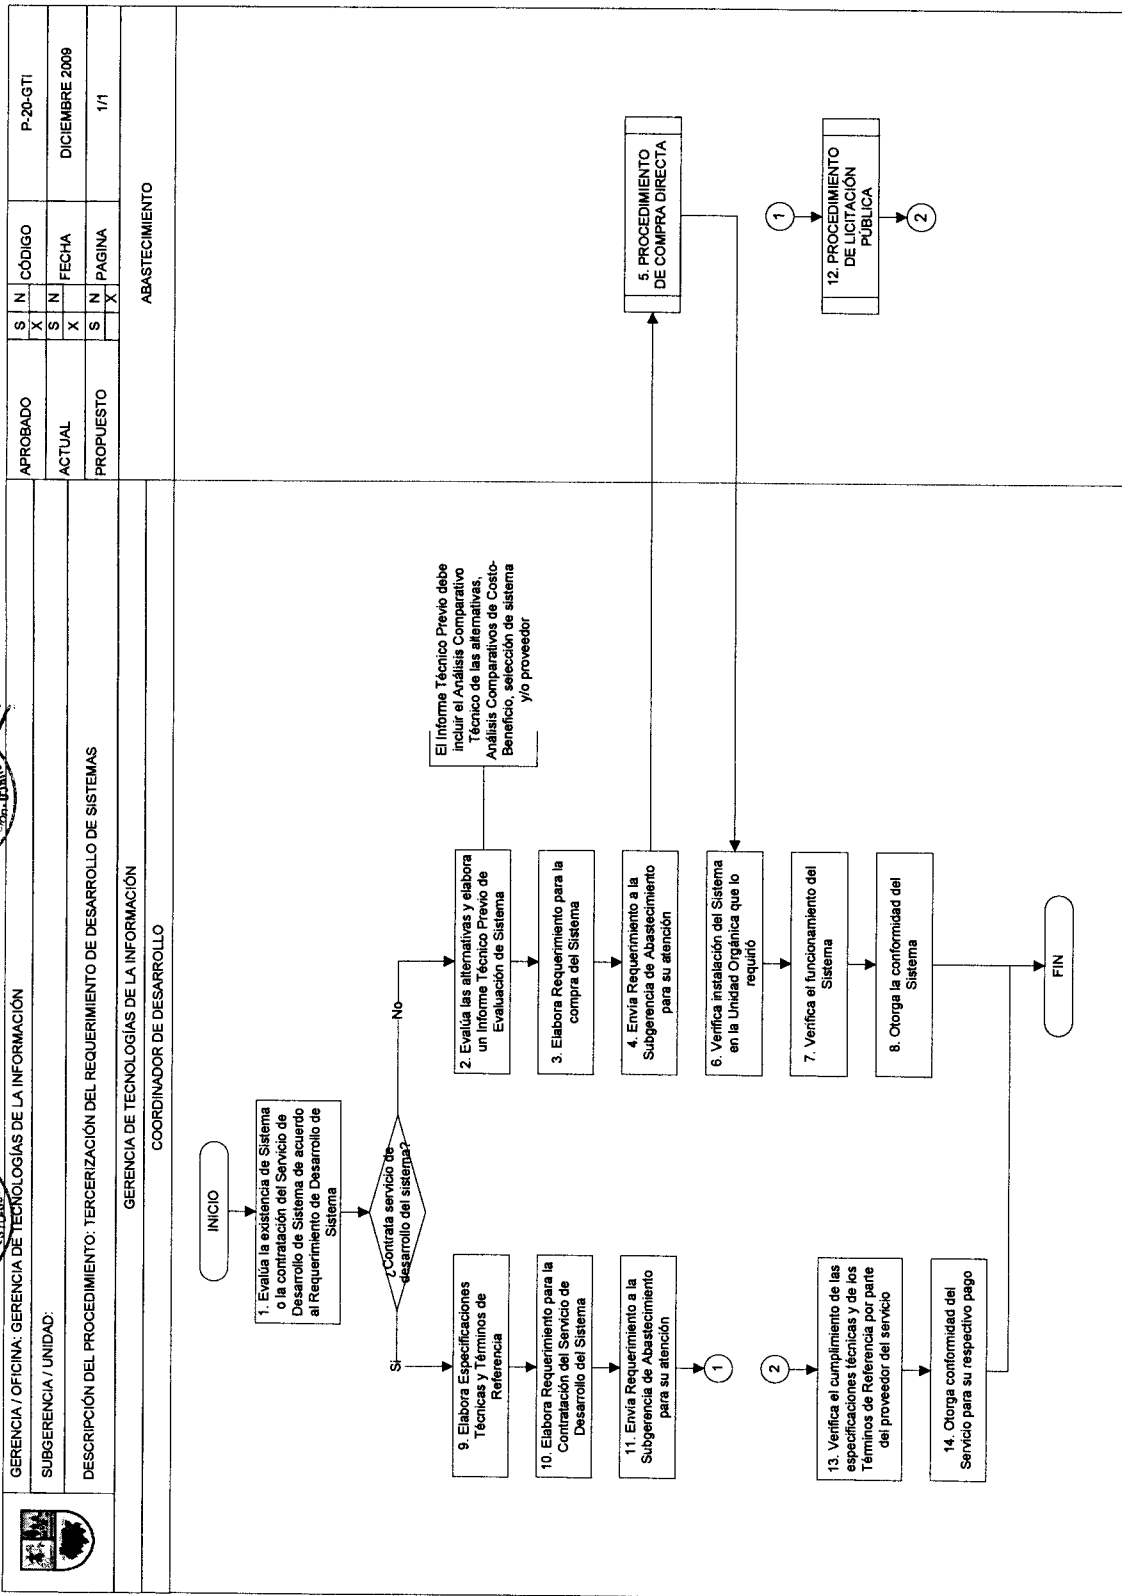 GERENCIA / OFICINA: GERENCIA DE TECNOLOGÍAS DE LA INFORMACIÓN
SUBGERENCIA / UNIDAD:
DESCRIPCIÓN DEL PROCEDIMIENTO: TERCERIZACIÓN DEL REQUERIMIENTO DE DESARROLLO DE SISTEMAS
APROBADO
S N
X
CÓDIGO
P-20-GTI
ACTUAL
S N
X
FECHA
DICIEMBRE 2009
PROPUESTO
S N
X
PAGINA
1/1
GERENCIA DE TECNOLOGÍAS DE LA INFORMACIÓN
COORDINADOR DE DESARROLLO
ABASTECIMIENTO
INICIO
1. Evalúa la existencia de Sistema
o la contratación del Servicio de
Desarrollo de Sistema de acuerdo
al Requerimiento de Desarrollo de
Sistema
¿Contrata servicio de
desarrollo del sistema?
Si
No
9. Elabora Especificaciones
Técnicas y Términos de
Referencia
10. Elabora Requerimiento para la
Contratación del Servicio de
Desarrollo del Sistema
11. Envía Requerimiento a la
Subgerencia de Abastecimiento
para su atención
1
2
13. Verifica el cumplimiento de las
especificaciones técnicas y de los
Términos de Referencia por parte
del proveedor del servicio
14. Otorga conformidad del
Servicio para su respectivo pago
2. Evalúa las alternativas y elabora
un Informe Técnico Previo de
Evaluación de Sistema
El Informe Técnico Previo debe
incluir el Análisis Comparativo
Técnico de las alternativas,
Análisis Comparativos de Costo-
Beneficio, selección de sistema
y/o proveedor
3. Elabora Requerimiento para la
compra del Sistema
4. Envía Requerimiento a la
Subgerencia de Abastecimiento
para su atención
5. PROCEDIMIENTO
DE COMPRA DIRECTA
6. Verifica instalación del Sistema
en la Unidad Orgánica que lo
requirió
7. Verifica el funcionamiento del
Sistema
8. Otorga la conformidad del
Sistema
FIN
1
12. PROCEDIMIENTO
DE LICITACIÓN
PÚBLICA
2